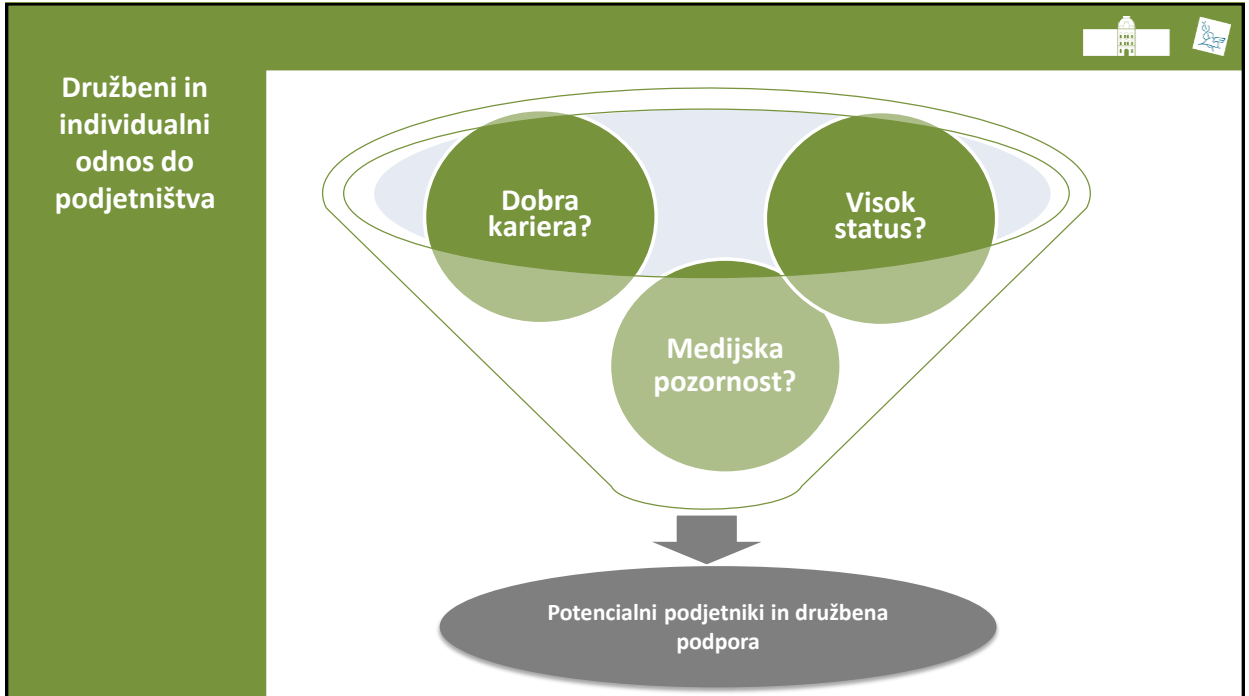 Družbeni in
individualni
odnos do
podjetništva
Dobra
kariera?
Visok
status?
Medijska
pozornost?
Potencialni podjetniki in družbena
podpora